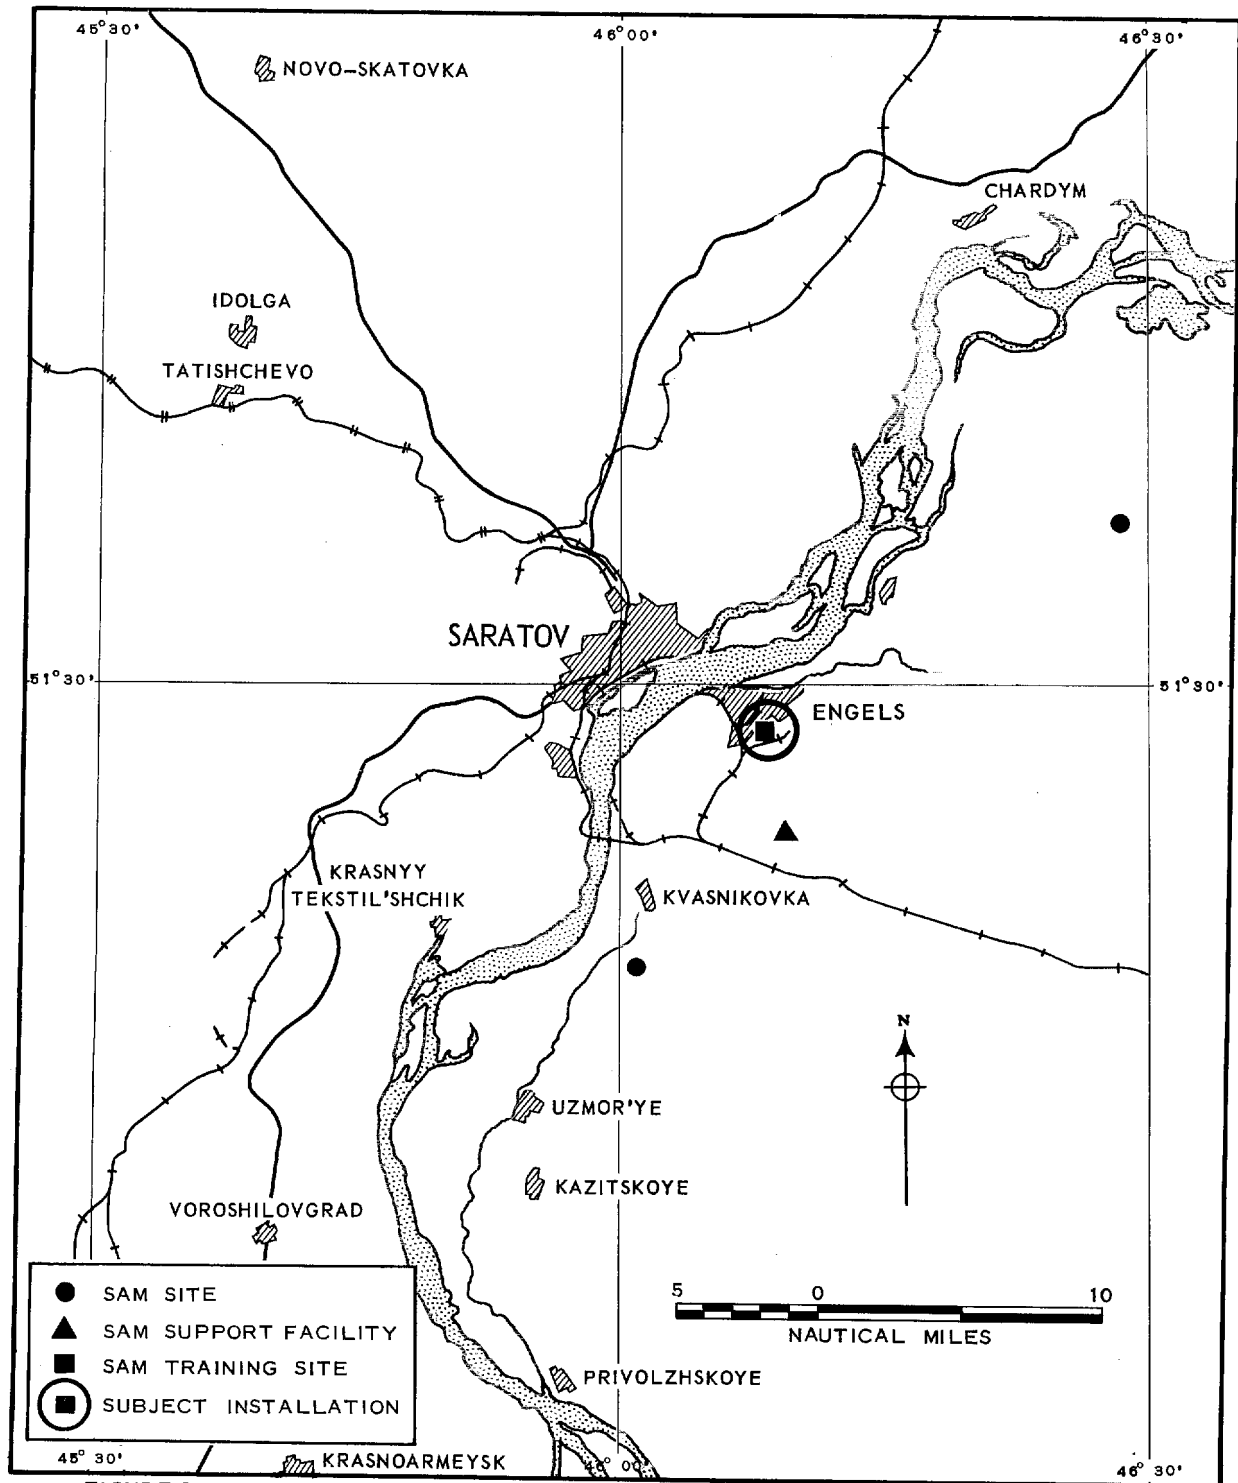 45°30'
46°00'
46°30'
NOVO-SKATOVKA
CHARDYM
IDOLGA
TATISHCHEVO
SARATOV
51°30'
51°30'
ENGELS
KRASNYY
TEKSTIL'SHCHIK
KVASNIKOVKA
N
UZMOR'YE
KAZITSKOYE
VOROSHILOVGRAD
5 0 10
NAUTICAL MILES
SAM SITE
SAM SUPPORT FACILITY
SAM TRAINING SITE
SUBJECT INSTALLATION
PRIVOLZHSKOYE
KRASNOARMEYSK
45°30'
46°00'
46°30'